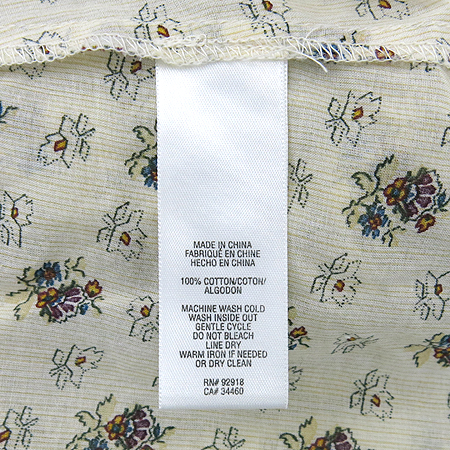 MADE IN CHINA
FABRIQUÉ EN CHINE
HECHO EN CHINA
100% COTTON/COTON/
ALGODON
MACHINE WASH COLD
WASH INSIDE OUT
GENTLE CYCLE
DO NOT BLEACH
LINE DRY
WARM IRON IF NEEDED
OR DRY CLEAN
RN# 92918
CA# 34460